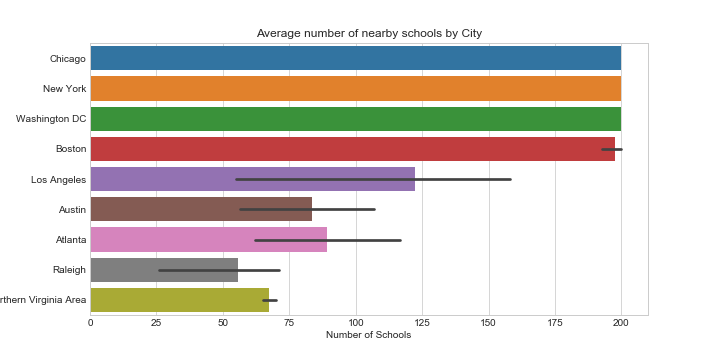 Average number of nearby schools by City
Chicago
New York
Washington DC
Boston
Los Angeles
Austin
Atlanta
Raleigh
rthern Virginia Area
0 25 50 75 100 125 150 175 200
Number of Schools